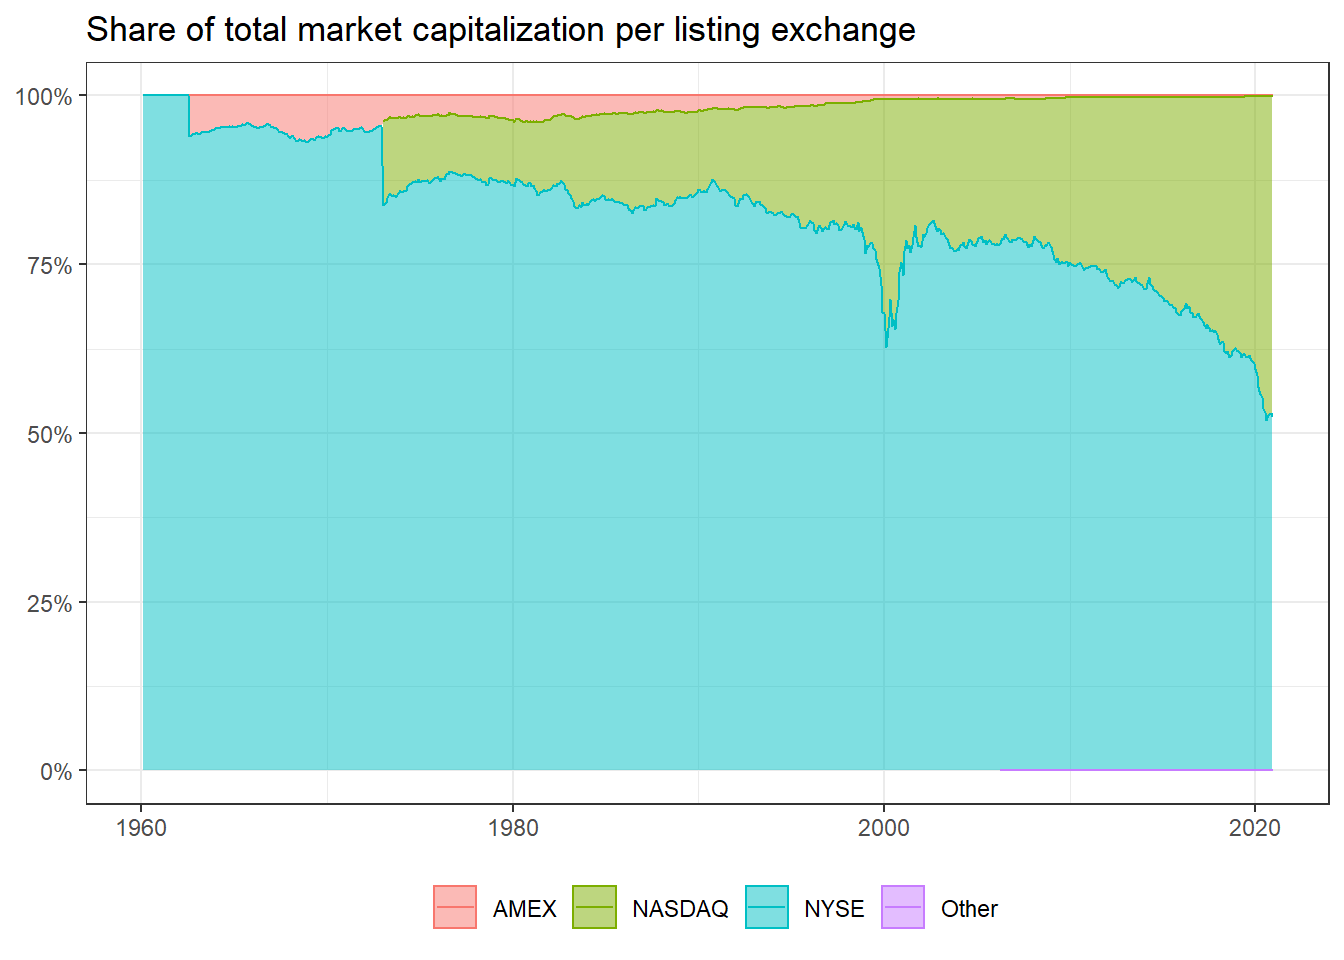 Share of total market capitalization per listing exchange
100%
75%
50%
25%
0%
1960 1980 2000 2020
AMEX NASDAQ NYSE Other